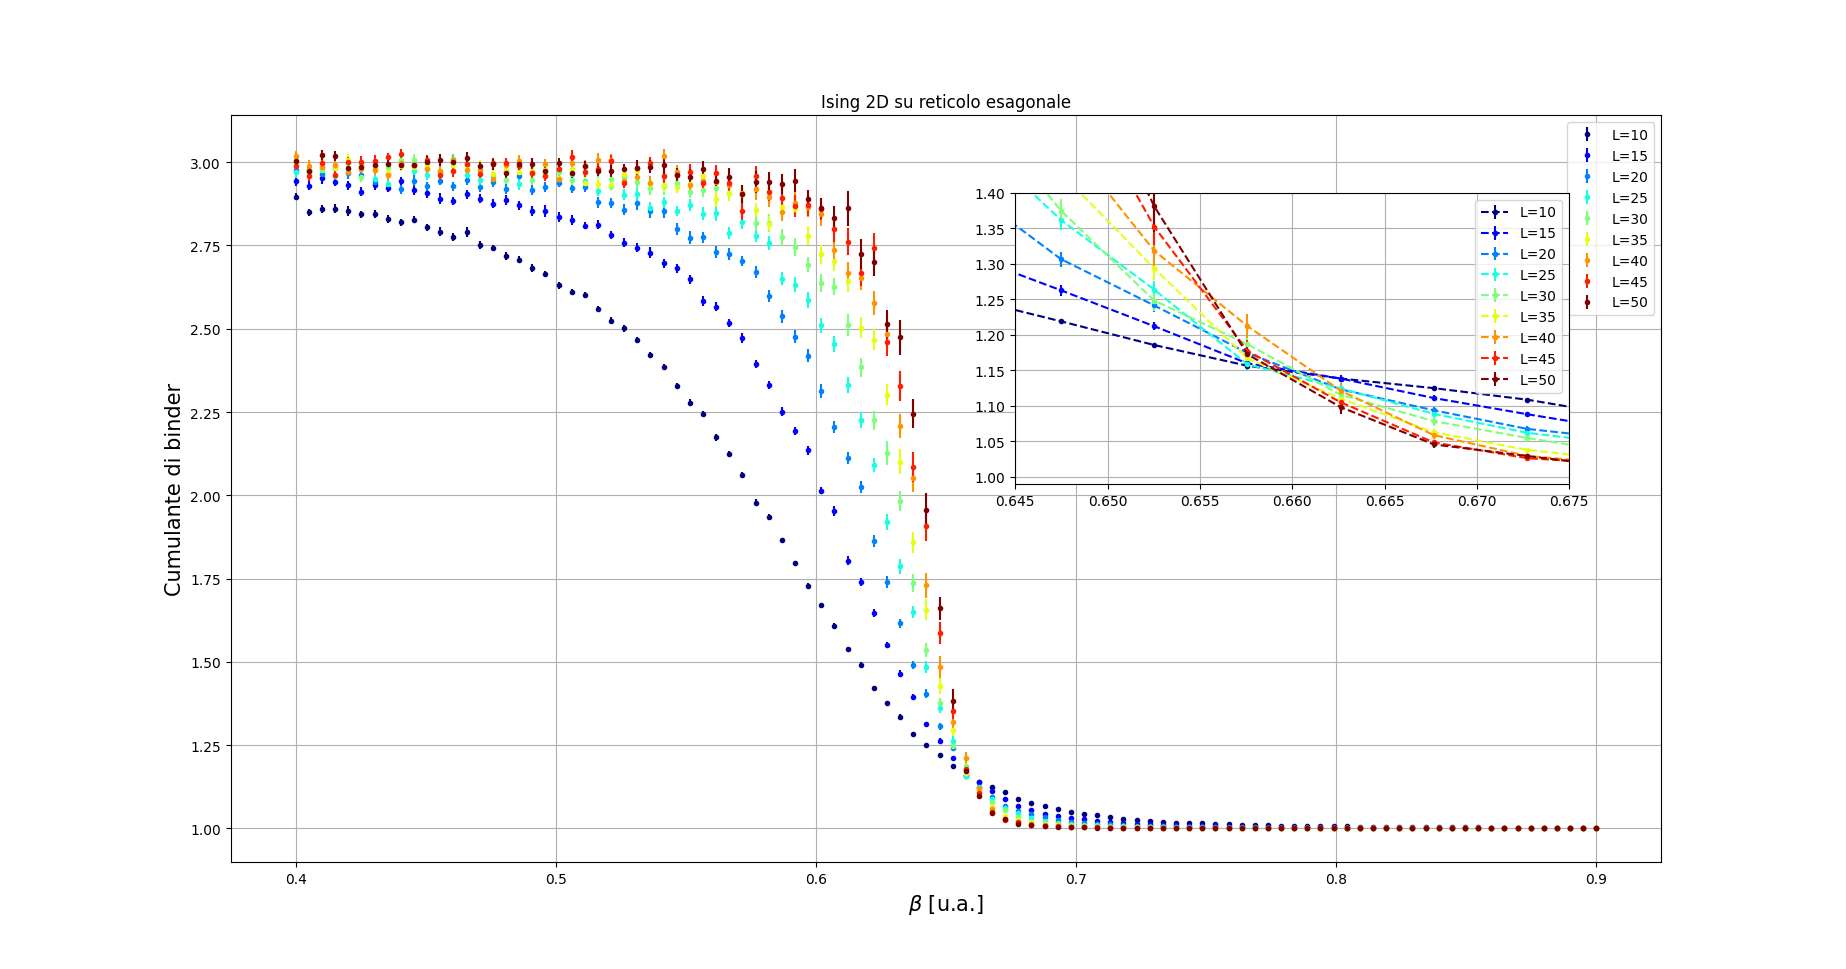 Ising 2D su reticolo esagonale
Cumulante di binder
3.00
2.75
2.50
2.25
2.00
1.75
1.50
1.25
1.00
0.4
0.5
0.6
0.7
0.8
0.9
β [u.a.]
L=10
L=15
L=20
L=25
L=30
L=35
L=40
L=45
L=50
1.40
1.35
1.30
1.25
1.20
1.15
1.10
1.05
1.00
0.645
0.650
0.655
0.660
0.665
0.670
0.675
L=10
L=15
L=20
L=25
L=30
L=35
L=40
L=45
L=50